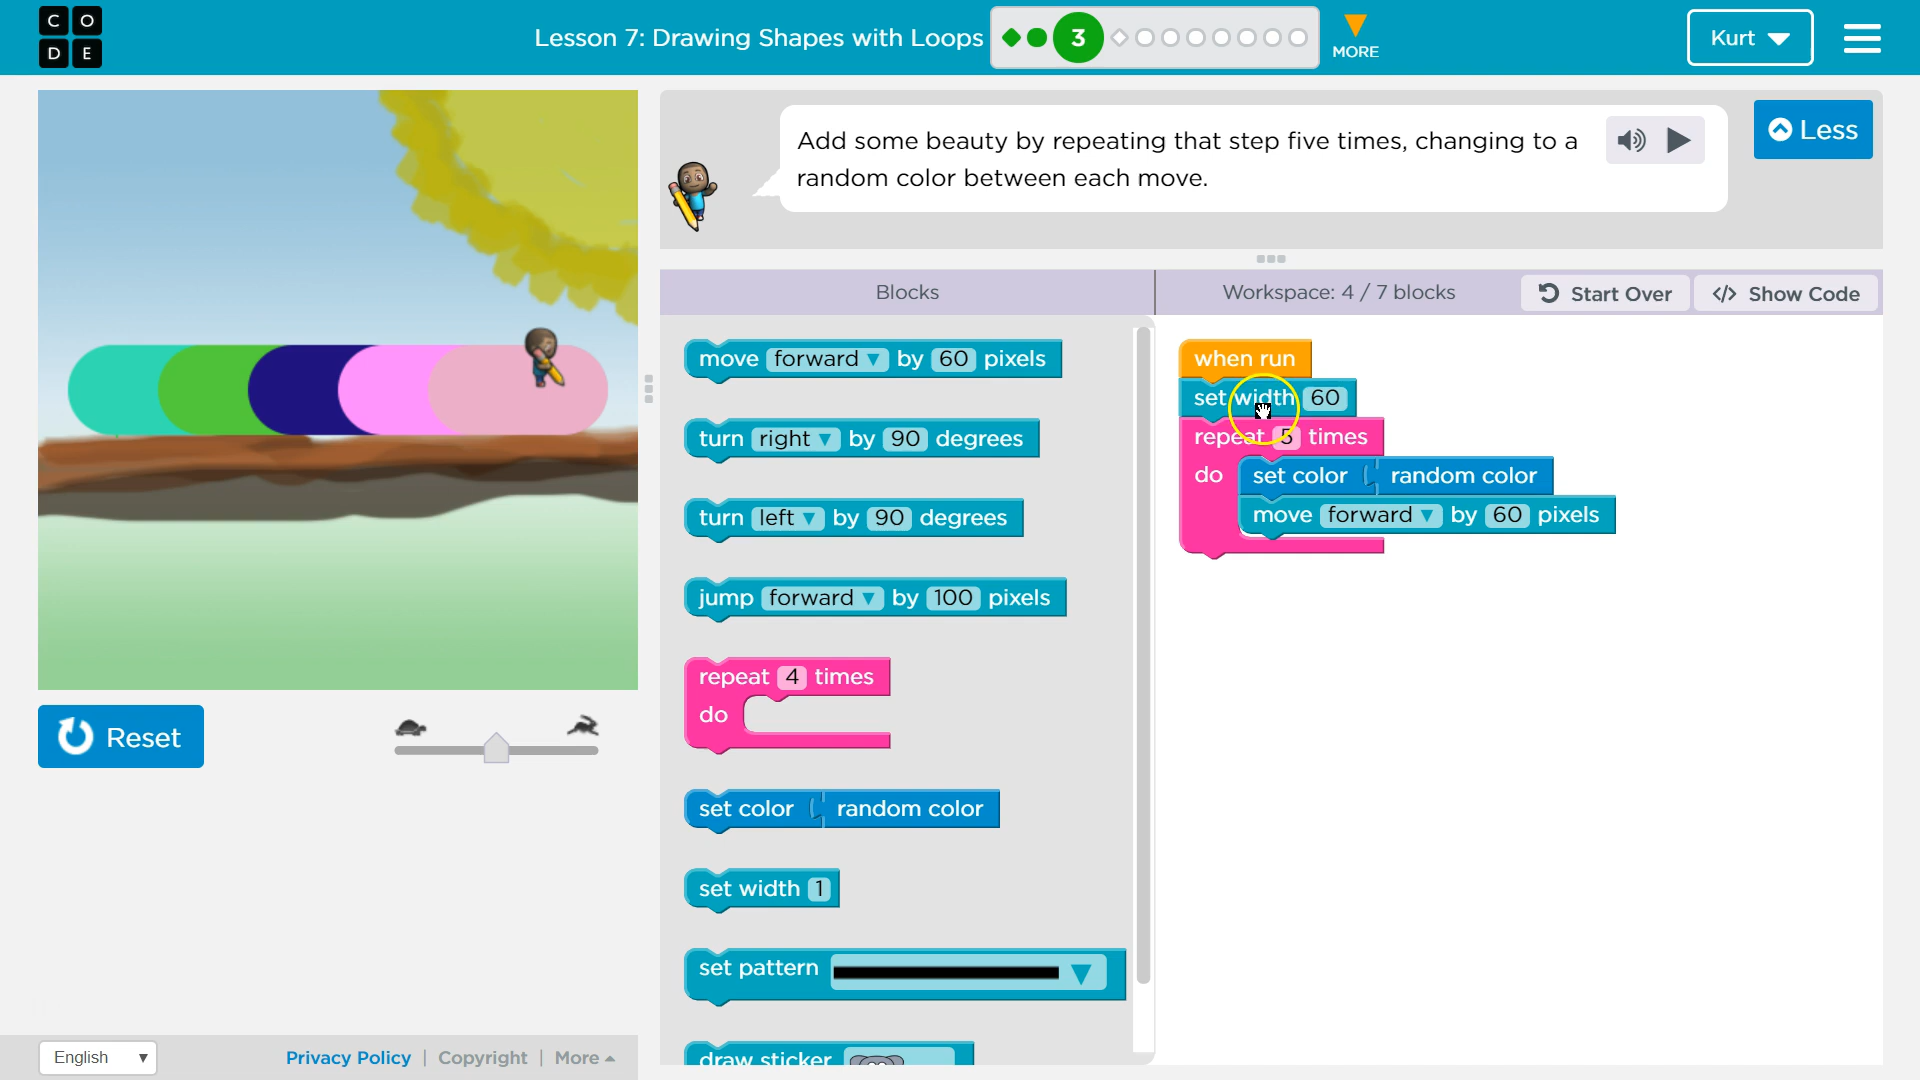 C O
D E
Lesson 7: Drawing Shapes with Loops
3
MORE
Kurt
Add some beauty by repeating that step five times, changing to a
random color between each move.
Less
Blocks
Workspace: 4 / 7 blocks
Start Over
</> Show Code
move forward by 60 pixels
turn right by 90 degrees
turn left by 90 degrees
jump forward by 100 pixels
repeat 4 times
do
set color random color
set width 1
set pattern
draw sticker
when run
set width 60
repeat 5 times
do set color random color
move forward by 60 pixels
Reset
English
Privacy Policy | Copyright | More